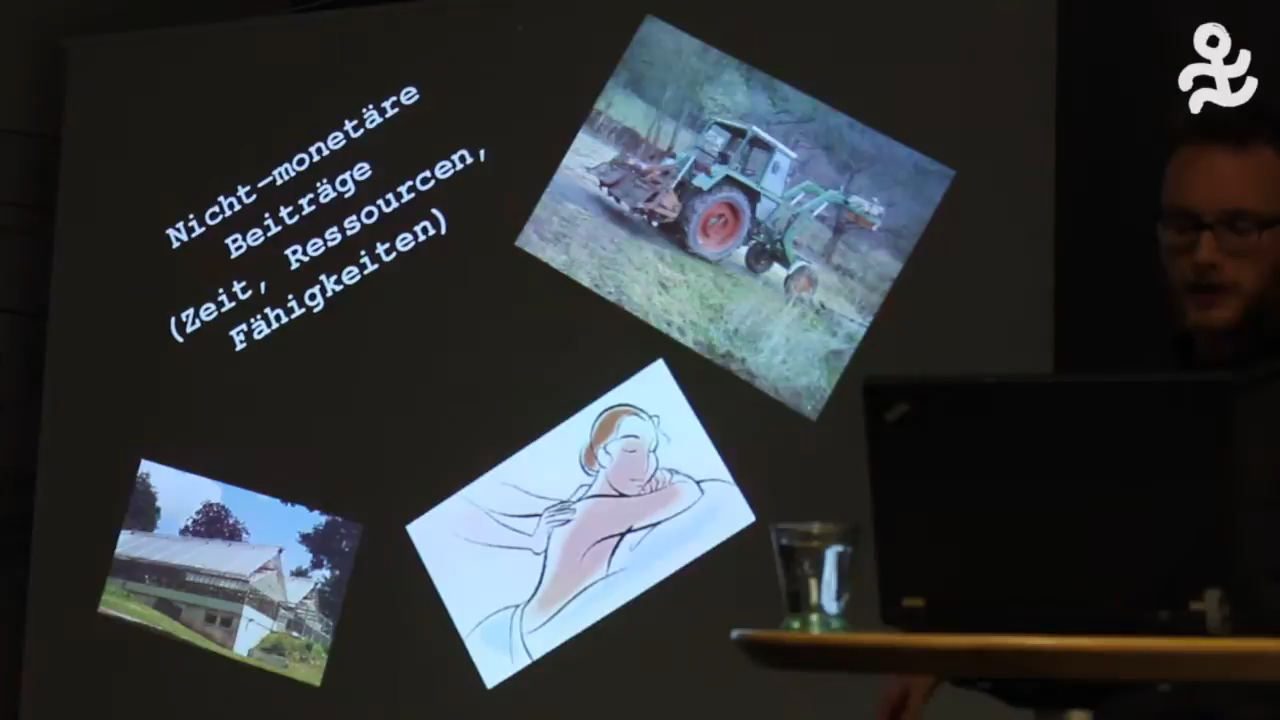 Nicht-monetäre
Beiträge
(Zeit, Ressourcen,
Fähigkeiten)